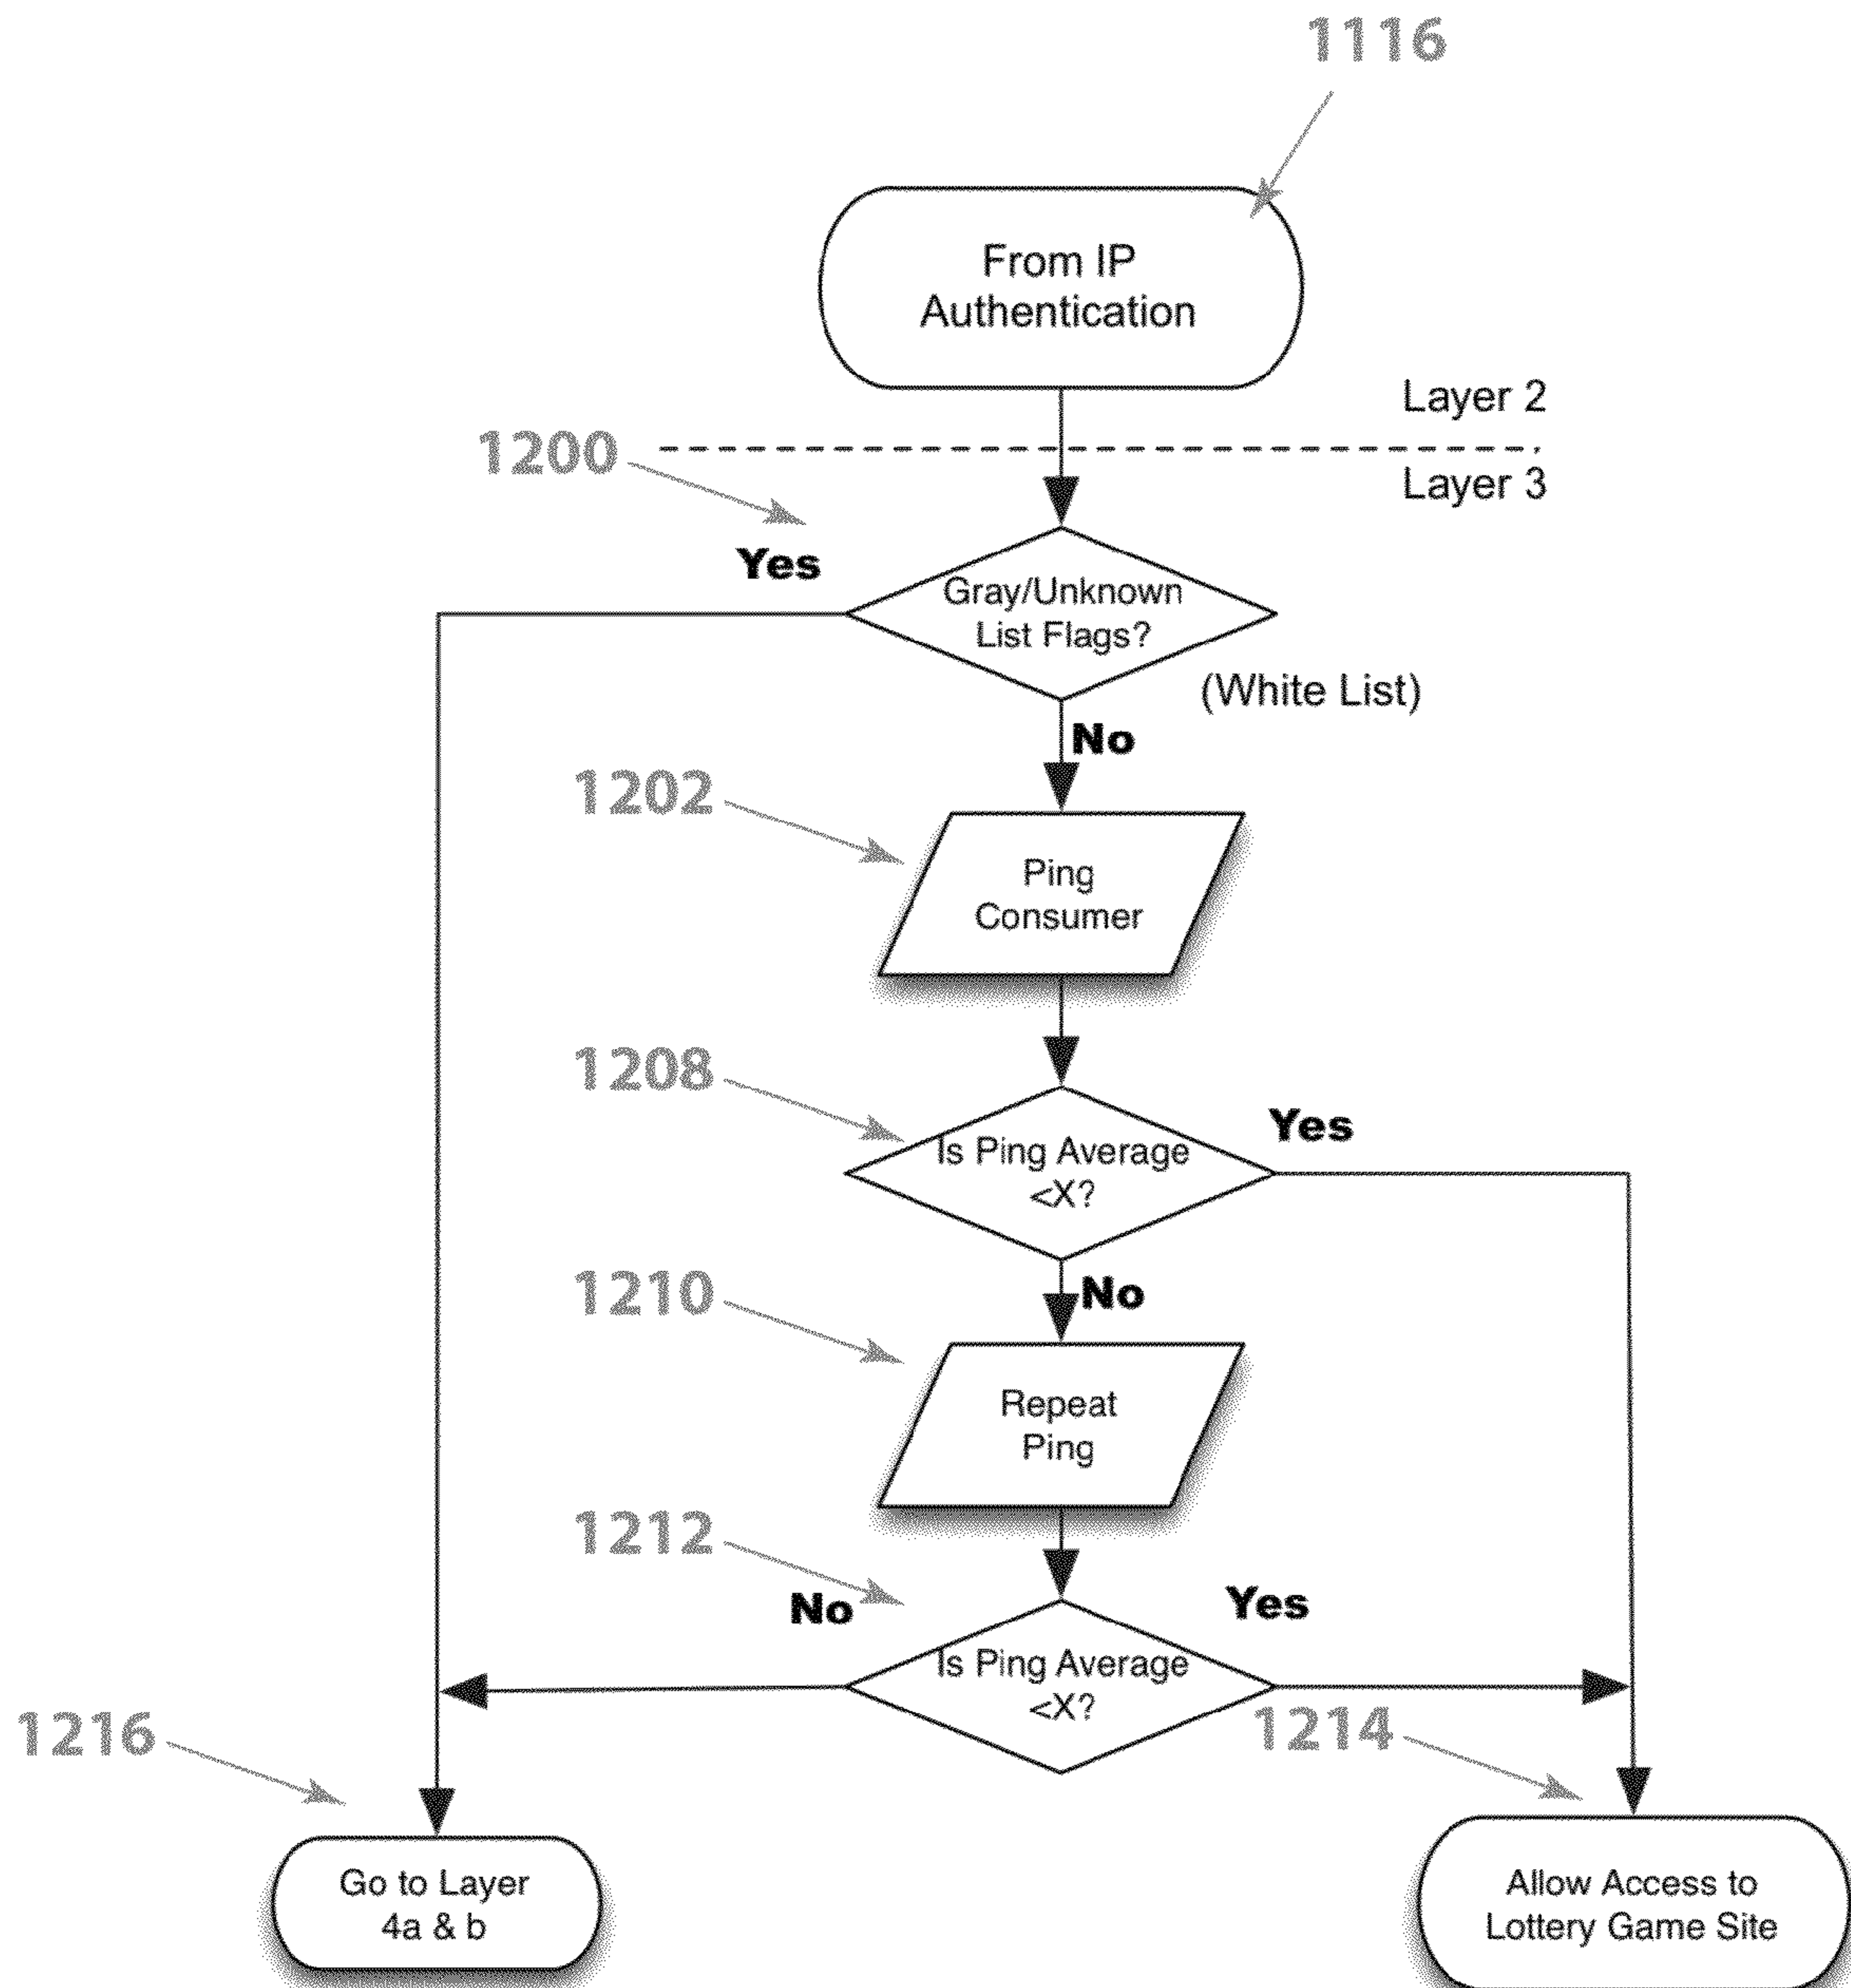 1116
From IP
Authentication
Layer 2
1200
Layer 3
Yes
Gray/Unknown
List Flags?
(White List)
No
1202
Ping
Consumer
1208
Yes
Is Ping Average
<X?
1210
No
Repeat
Ping
1212
No
Yes
Is Ping Average
<X?
1216
1214
Go to Layer
4a & b
Allow Access to
Lottery Game Site